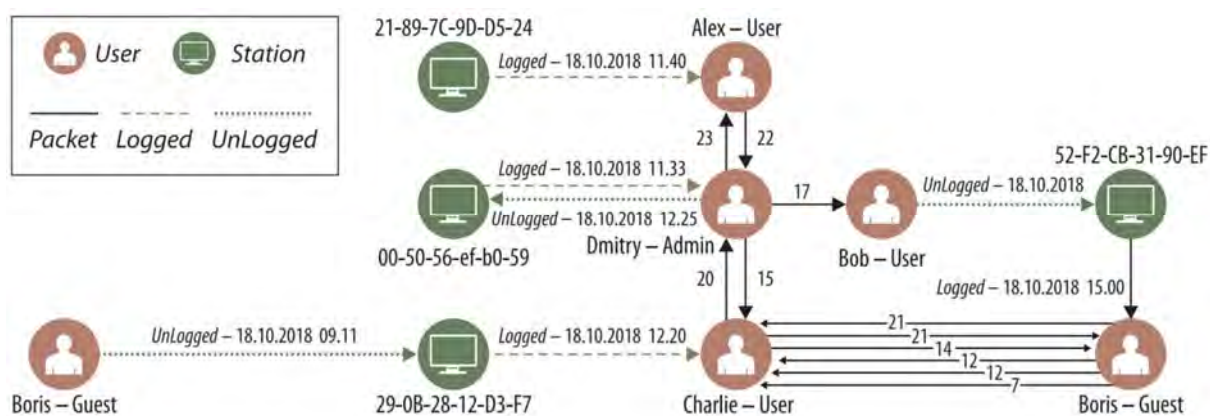 User
Station
Packet
Logged
UnLogged
21-89-7C-9D-D5-24
Logged – 18.10.2018 11.40
Alex – User
23
22
Logged – 18.10.2018 11.33
UnLogged – 18.10.2018 12.25
00-50-56-ef-b0-59
Dmitry – Admin
17
Bob – User
UnLogged – 18.10.2018
52-F2-CB-31-90-EF
20
15
Logged – 18.10.2018 15.00
Boris – Guest
UnLogged – 18.10.2018 09.11
29-0B-28-12-D3-F7
Logged – 18.10.2018 12.20
Charlie – User
21
21
14
12
12
7
Boris – Guest